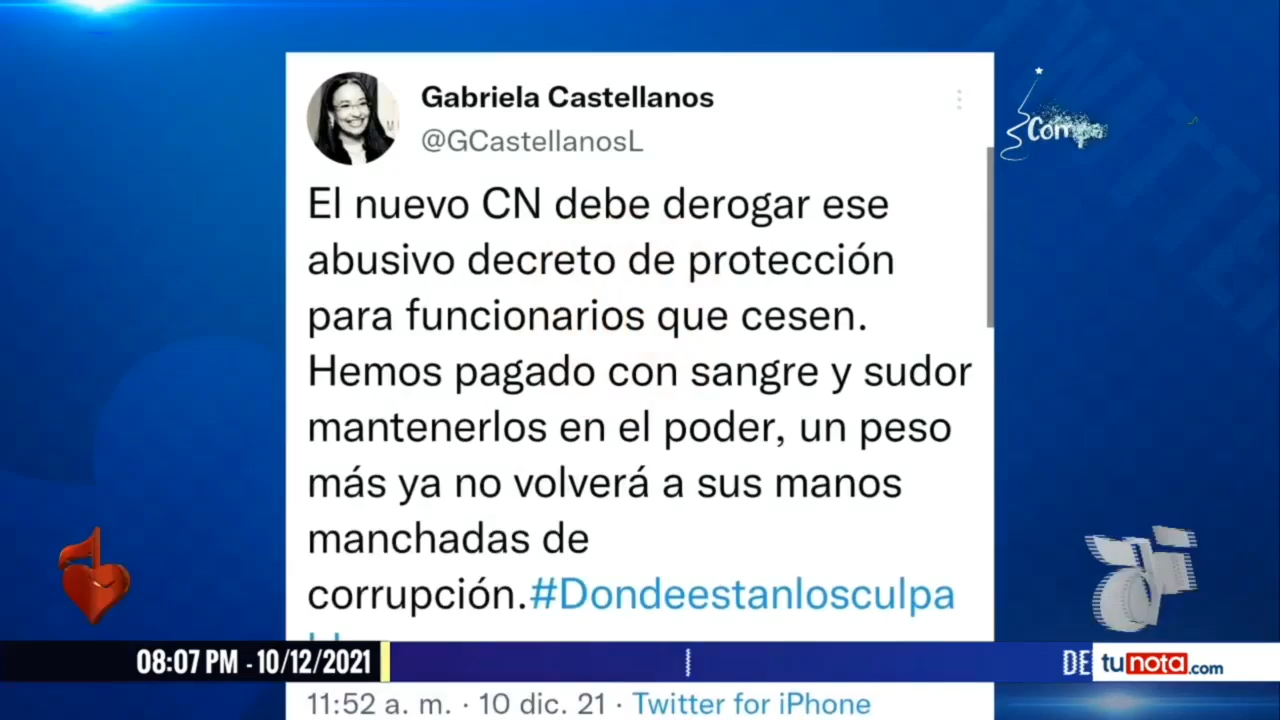 Gabriela Castellanos
@GCastellanosL
El nuevo CN debe derogar ese
abusivo decreto de protección
para funcionarios que cesen.
Hemos pagado con sangre y sudor
mantenerlos en el poder, un peso
más ya no volverá a sus manos
manchadas de
corrupción.#Dondeestanlosculpa
08:07 PM - 10/12/2021
DE
tunota.com
11:52 a. m. · 10 dic. 21 · Twitter for iPhone